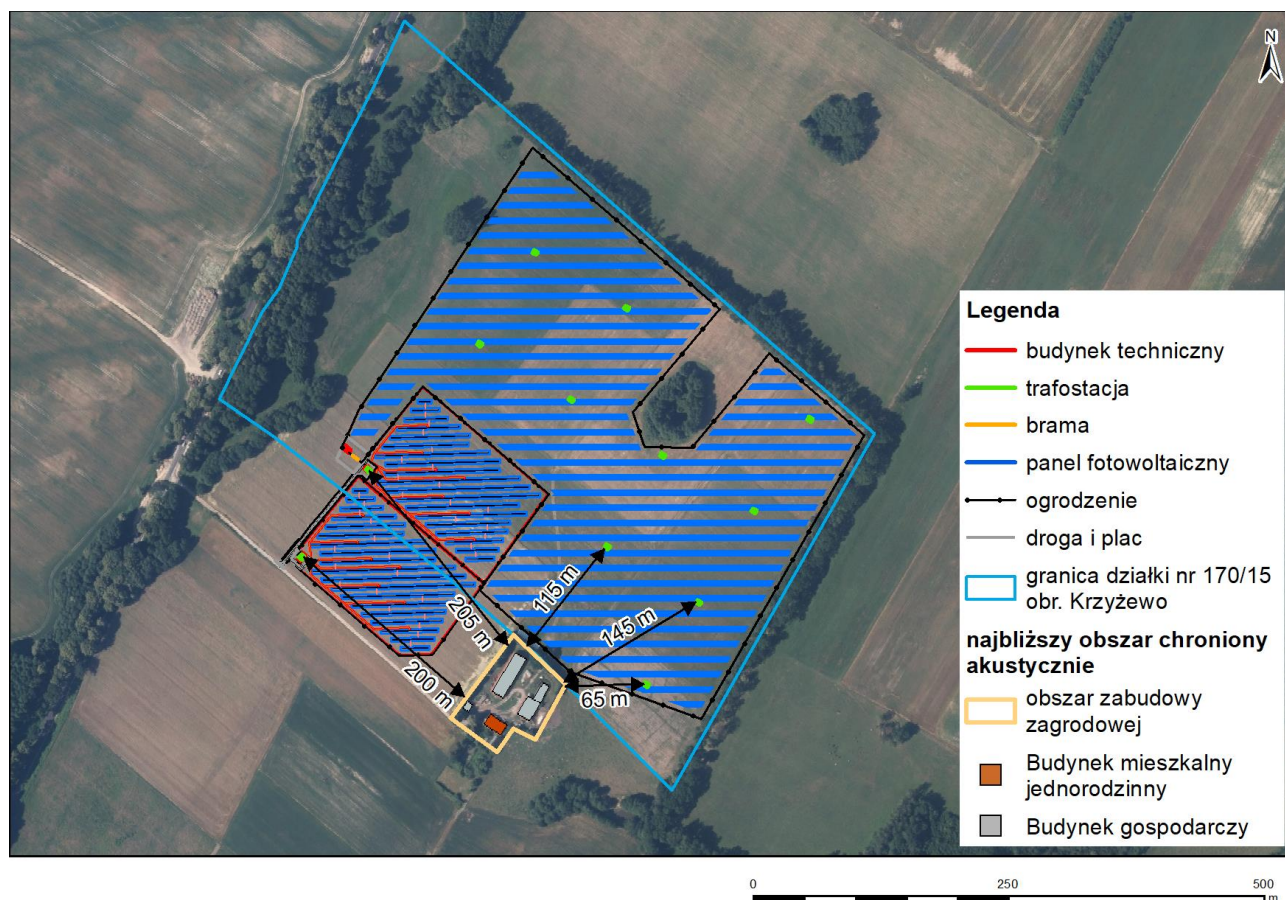 N
Legenda
budynek techniczny
trafostacja
brama
panel fotowoltaiczny
ogrodzenie
droga i plac
granica działki nr 170/15
obr. Krzyżewo
najbliższy obszar chroniony
akustycznie
obszar zabudowy
zagrodowej
Budynek mieszkalny
jednorodzinny
Budynek gospodarczy
115 m
205 m
145 m
200 m
65 m
0 250 500
m